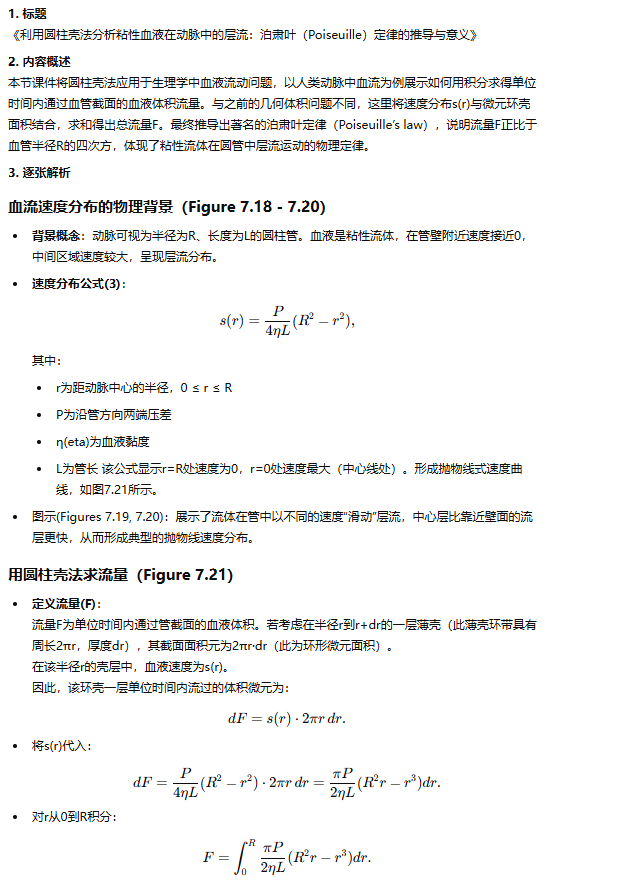 1. 标题
《利用圆柱壳法分析粘性血液在动脉中的层流：泊肃叶（Poiseuille）定律的推导与意义》
2. 内容概述
本节课件将圆柱壳法应用于生理学中血液流动问题，以人类动脉中血流为例展示如何用积分求得单位
时间内通过血管截面的血液体积流量。与之前的几何体积问题不同，这里将速度分布s(r)与微元环壳
面积结合，求和得出总流量F。最终推导出著名的泊肃叶定律（Poiseuille’s law），说明流量F正比于
血管半径R的四次方，体现了粘性流体在圆管中层流运动的物理定律。
3. 逐张解析
血流速度分布的物理背景（Figure 7.18 - 7.20）
• 背景概念：动脉可视为半径为R、长度为L的圆柱管。血液是粘性流体，在管壁附近速度接近0，
中间区域速度较大，呈现层流分布。
• 速度分布公式(3)：
s(r) = P/4ηL (R² − r²),
其中：
• r为距动脉中心的半径，0 ≤ r ≤ R
• P为沿管方向两端压差
• η(eta)为血液黏度
• L为管长 该公式显示r=R处速度为0，r=0处速度最大（中心线处）。形成抛物线式速度曲
线，如图7.21所示。
• 图示(Figures 7.19, 7.20)：展示了流体在管中以不同的速度“滑动”层流，中心层比靠近壁面的流
层更快，从而形成典型的抛物线速度分布。
用圆柱壳法求流量（Figure 7.21）
• 定义流量(F)：
流量F为单位时间内通过管截面的血液体积。若考虑在半径r到r+dr的一层薄壳（此薄壳环带具有
周长2πr，厚度dr），其截面面积元为2πr·dr（此为环形微元面积）。
在该半径r的壳层中，血液速度为s(r)。
因此，该环壳一层单位时间内流过的体积微元为：
dF = s(r) · 2πr dr.
• 将s(r)代入：
dF = P/4ηL (R² − r²) · 2πr dr = πP/2ηL (R²r − r³)dr.
• 对r从0到R积分：
F = ∫₀ᴿ πP/2ηL (R²r − r³)dr.